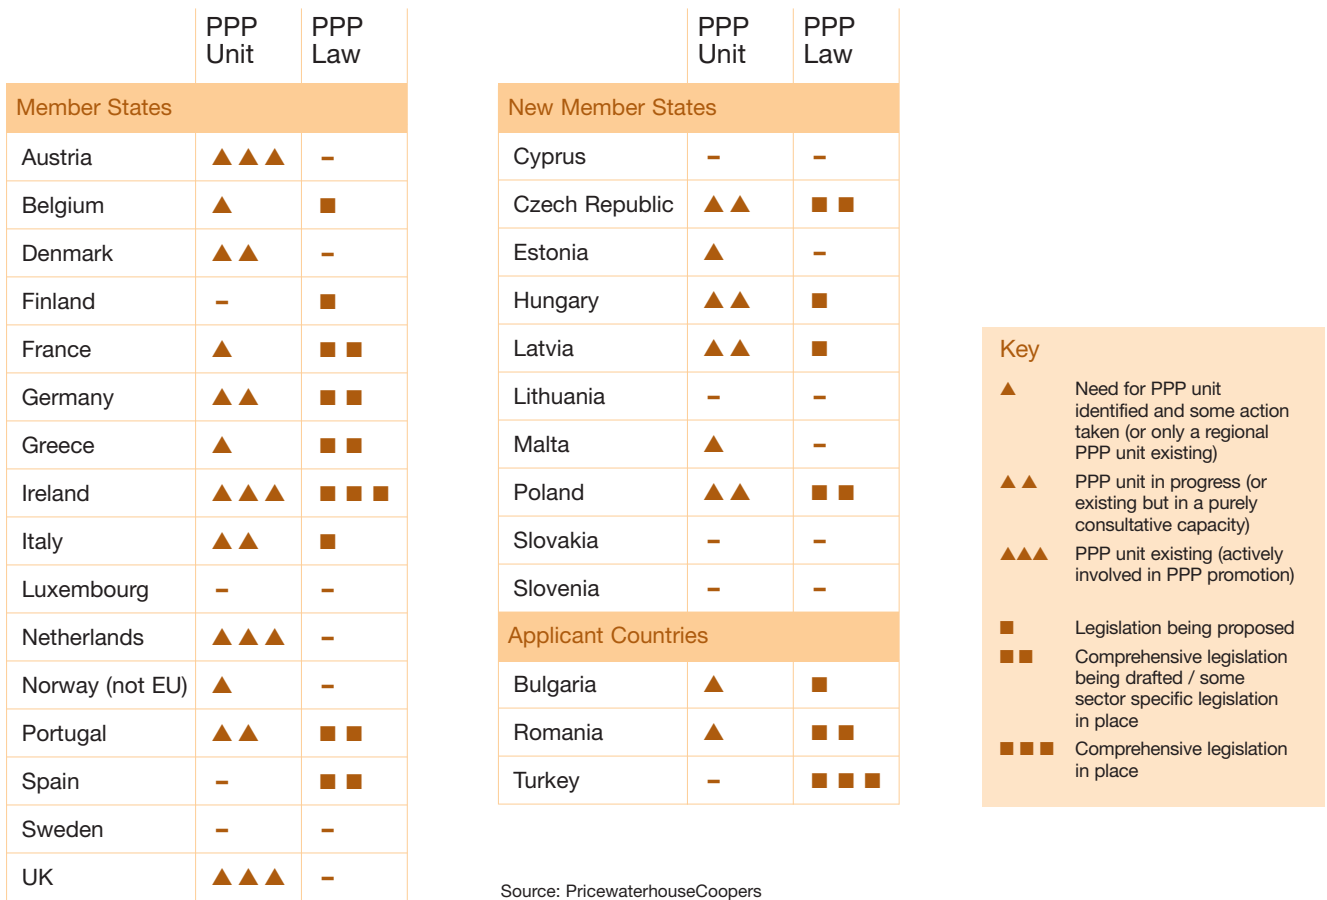 PPP Unit PPP Law
Member States
Austria ▲ ▲ ▲ –
Belgium ▲ ■
Denmark ▲ ▲ –
Finland – ■
France ▲ ■ ■
Germany ▲ ▲ ■ ■
Greece ▲ ■ ■
Ireland ▲ ▲ ▲ ■ ■ ■
Italy ▲ ▲ ■
Luxembourg – –
Netherlands ▲ ▲ ▲ –
Norway (not EU) ▲ –
Portugal ▲ ▲ ■ ■
Spain – ■ ■
Sweden – –
UK ▲ ▲ ▲ –
PPP Unit PPP Law
New Member States
Cyprus – –
Czech Republic ▲ ▲ ■ ■
Estonia ▲ –
Hungary ▲ ▲ ■
Latvia ▲ ▲ ■
Lithuania – –
Malta ▲ –
Poland ▲ ▲ ■ ■
Slovakia – –
Slovenia – –
Applicant Countries
Bulgaria ▲ ■
Romania ▲ ■ ■
Turkey – ■ ■ ■
Source: PricewaterhouseCoopers
Key
▲ Need for PPP unit
identified and some action
taken (or only a regional
PPP unit existing)
▲ ▲ PPP unit in progress (or
existing but in a purely
consultative capacity)
▲▲▲ PPP unit existing (actively
involved in PPP promotion)
■ Legislation being proposed
■ ■ Comprehensive legislation
being drafted / some
sector specific legislation
in place
■ ■ ■ Comprehensive legislation
in place